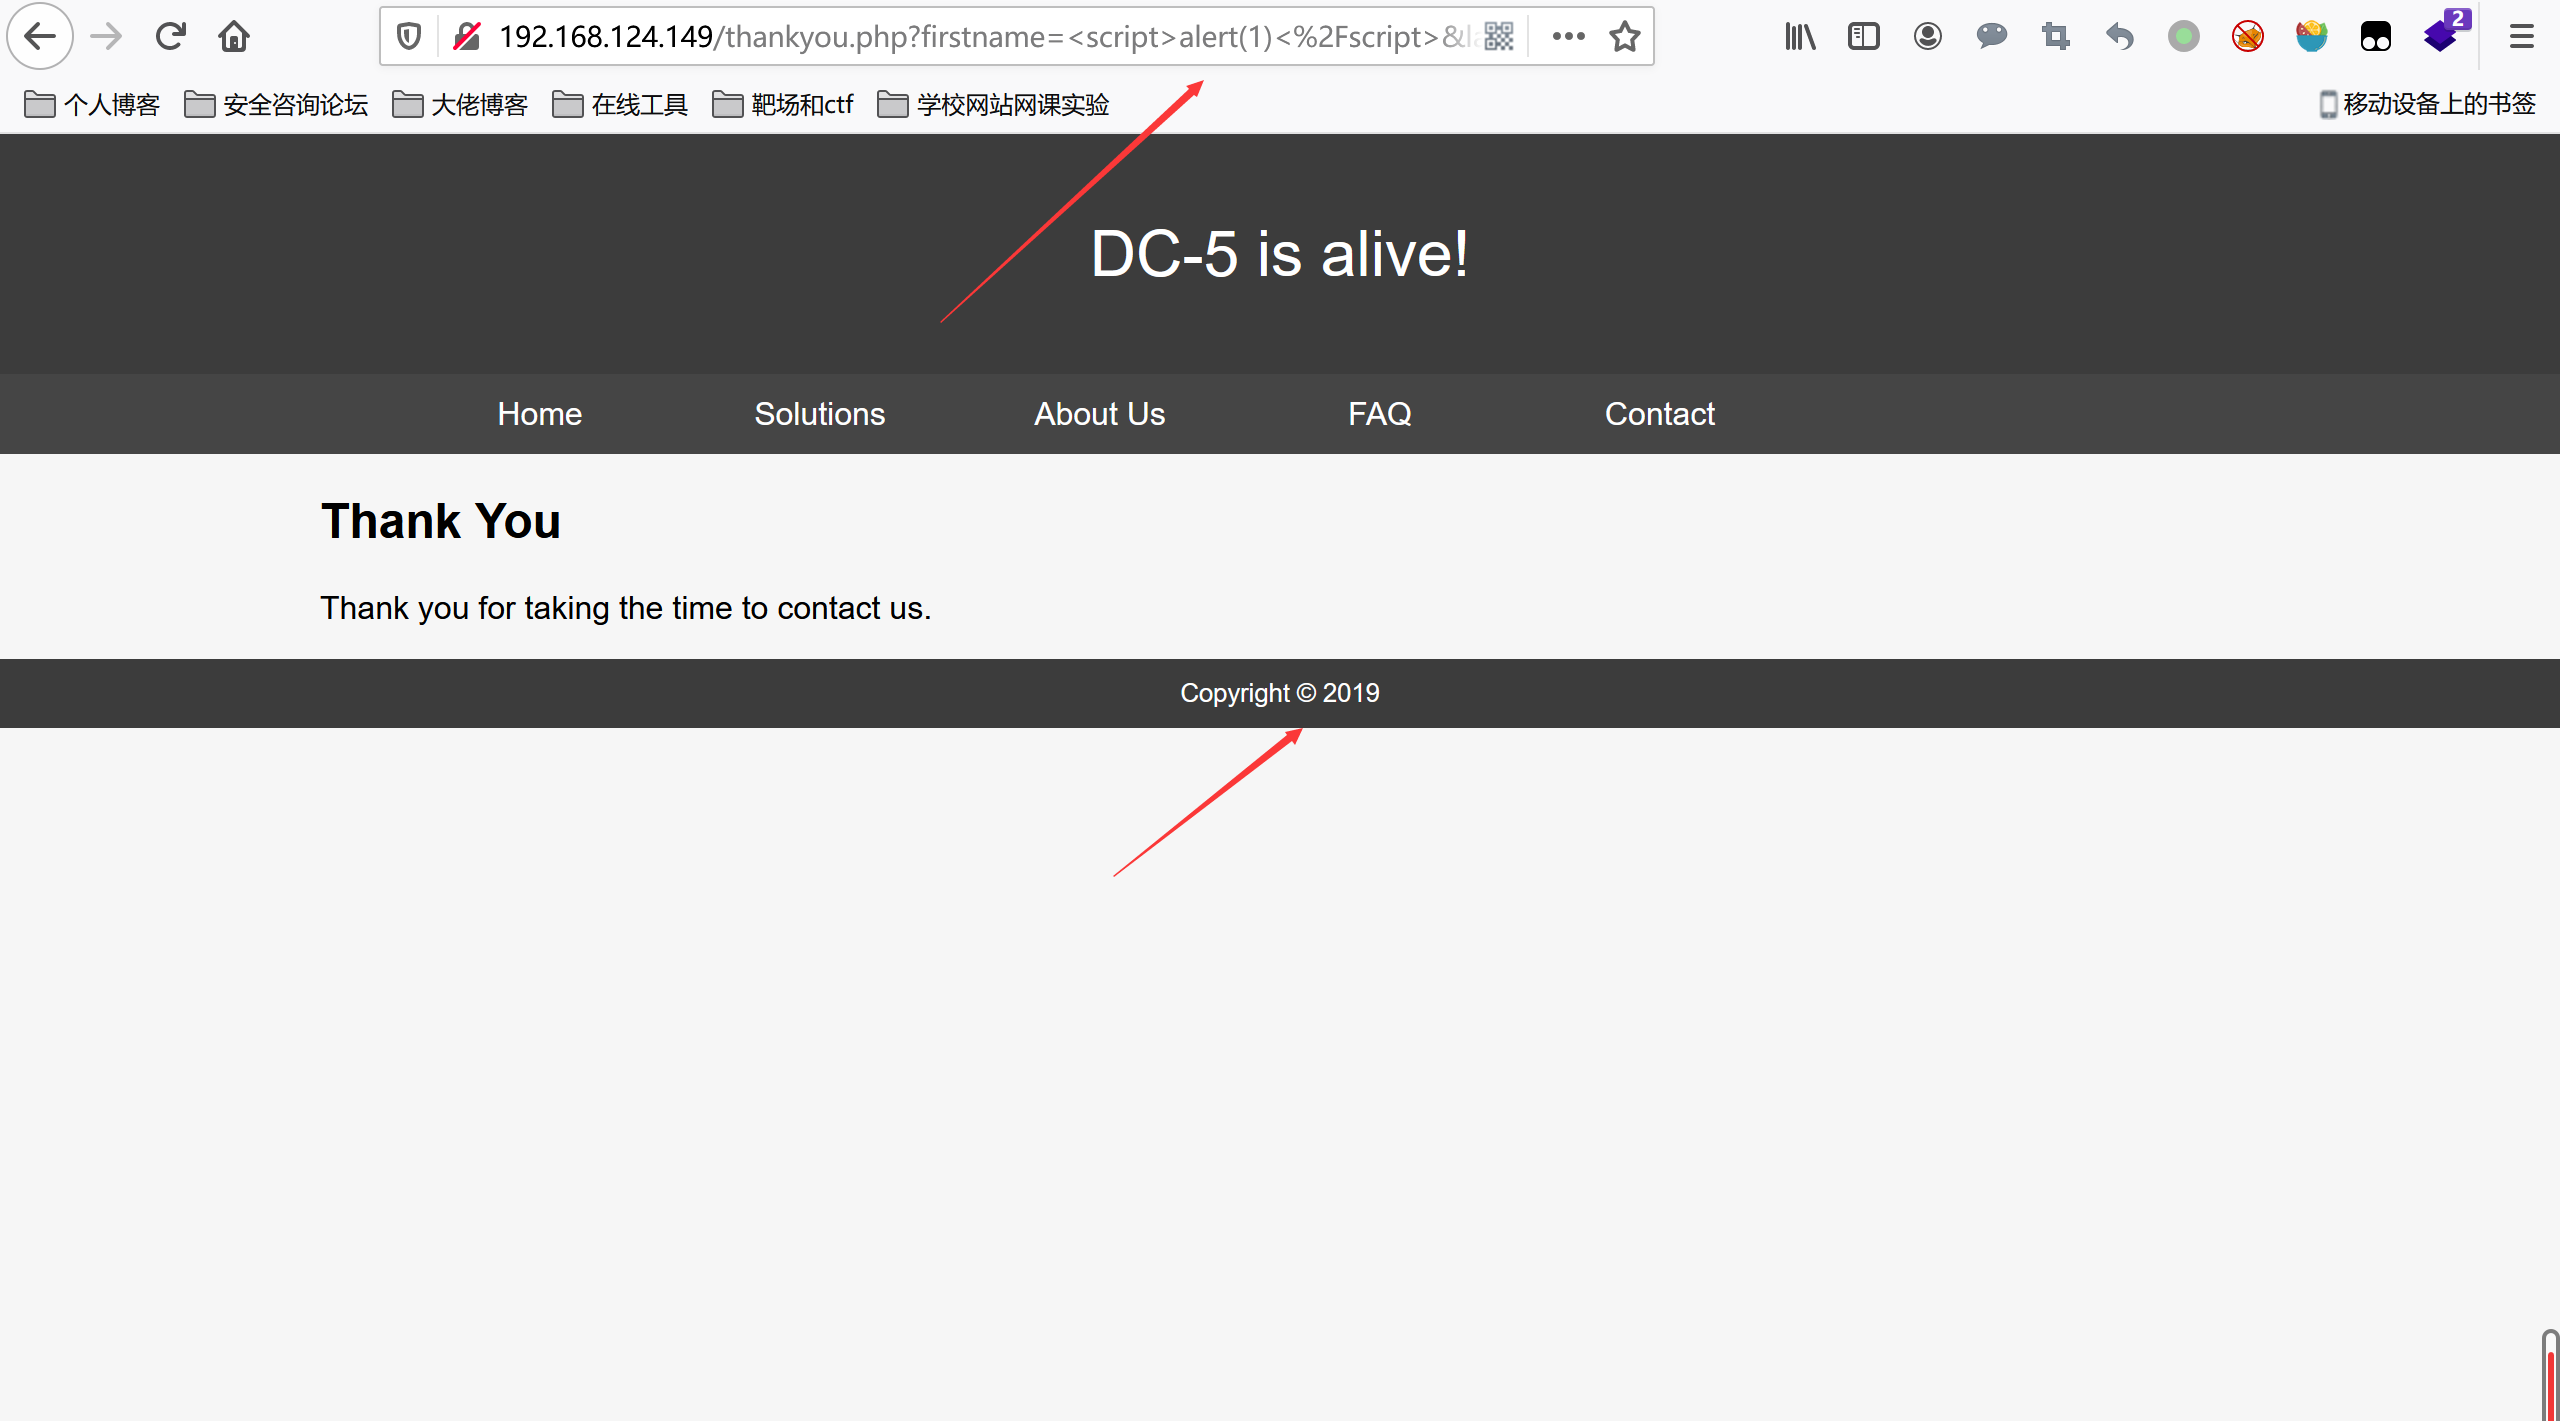 192.168.124.149/thankyou.php?firstname=<script>alert(1)<%2Fscript>&la
2
个人博客 安全咨询论坛 大佬博客 在线工具 靶场和ctf 学校网站网课实验 移动设备上的书签
DC-5 is alive!
Home Solutions About Us FAQ Contact
Thank You
Thank you for taking the time to contact us.
Copyright © 2019